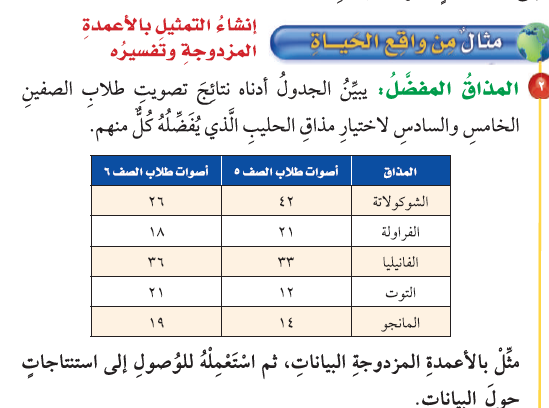 إنشاءُ التمثيلِ بالأعمدةِ
المزدوجةِ وتفسيرُه
مثالٌ مِن واقعِ الحَياةِ
٢ المذاقُ المفضَّلُ: يبيِّنُ الجدولُ أدناه نتائجَ تصويتِ طلابِ الصفينِ
الخامسِ والسادسِ لاختيارِ مذاقِ الحليبِ الَّذي يُفَضِّلُهُ كُلٌّ منهم.
المذاق أصوات طلاب الصف ٥ أصوات طلاب الصف ٦
الشوكولاتة ٤٢ ٢٦
الفراولة ٢١ ١٨
الفانيليا ٣٣ ٣٦
التوت ١٢ ٢١
المانجو ١٤ ١٩
مثِّلْ بالأعمدةِ المزدوجةِ البياناتِ، ثم اسْتَعْمِلْهُ للوُصولِ إلى استنتاجاتٍ
حولَ البياناتِ.